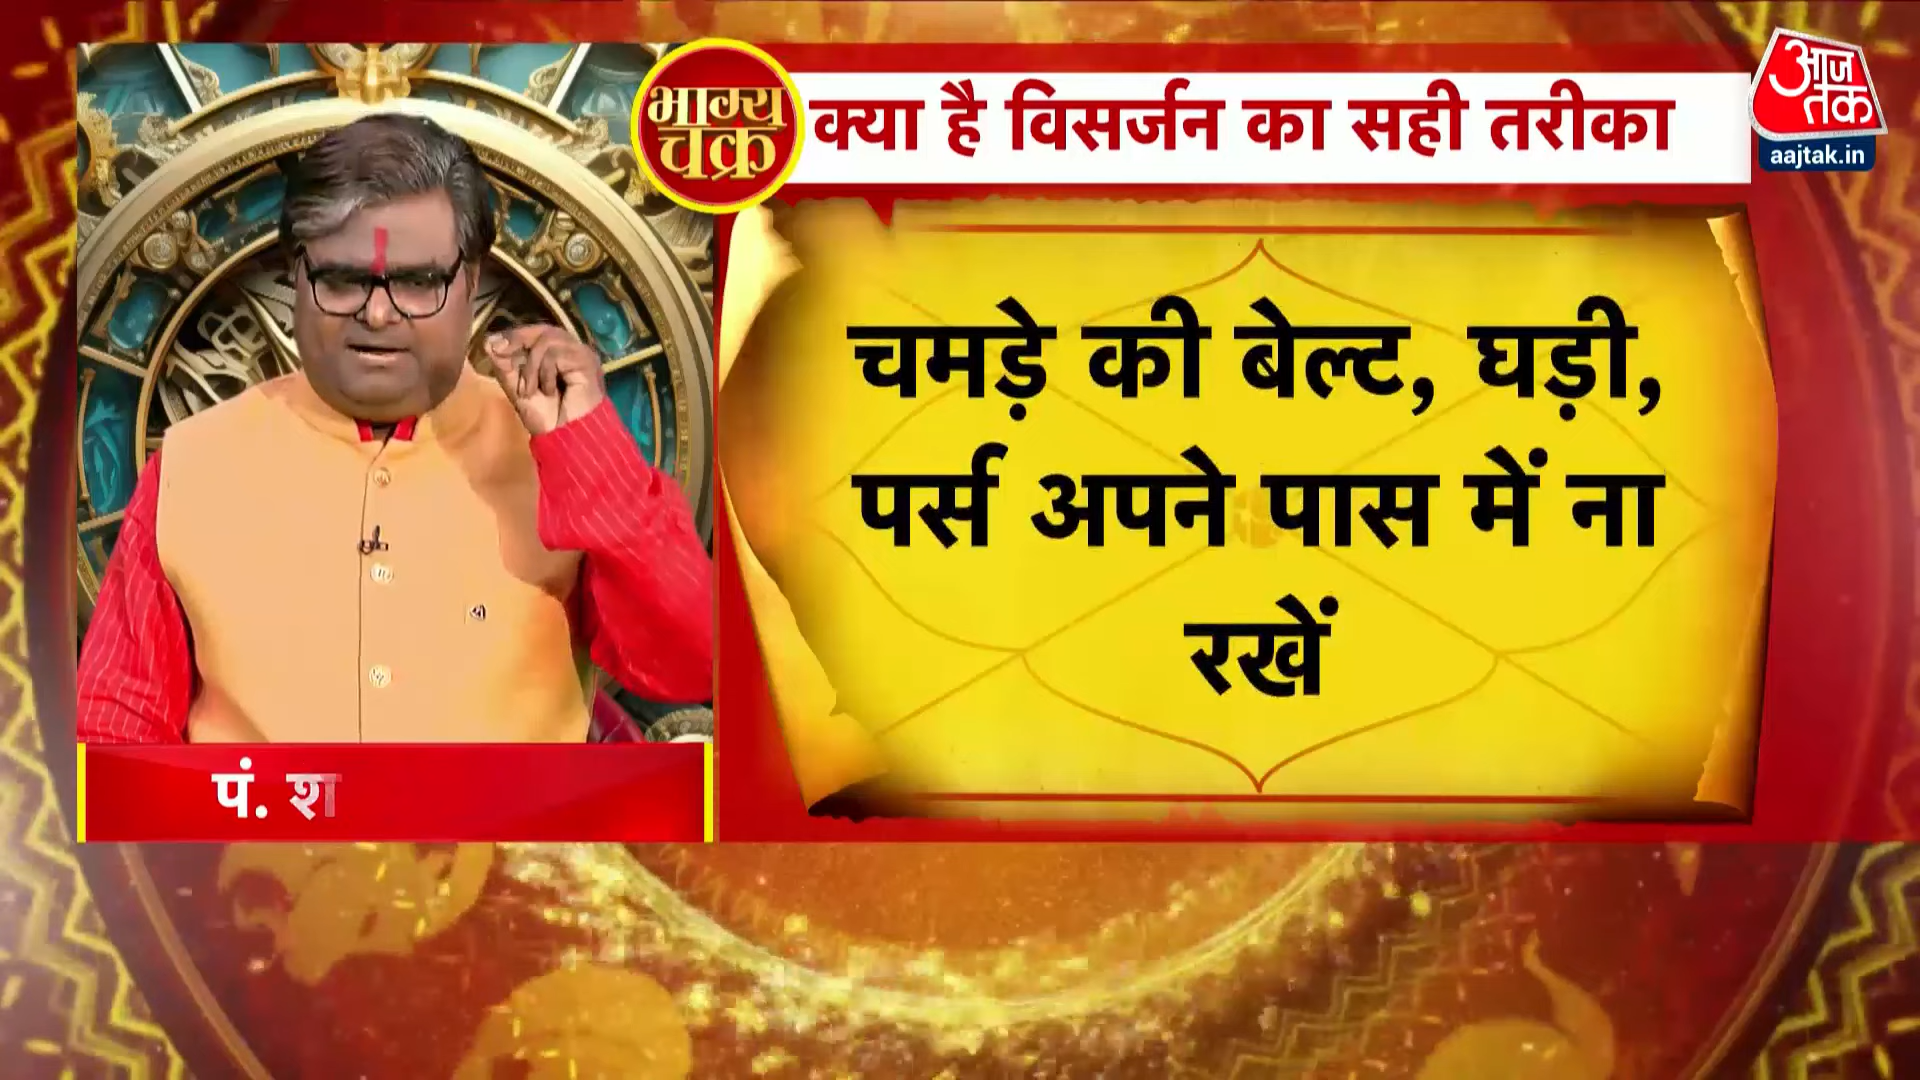 भाग्य
चक्र
क्या है विसर्जन का सही तरीका
आज
तक
aajtak.in
चमड़े की बेल्ट, घड़ी,
पर्स अपने पास में ना
रखें
पं. श